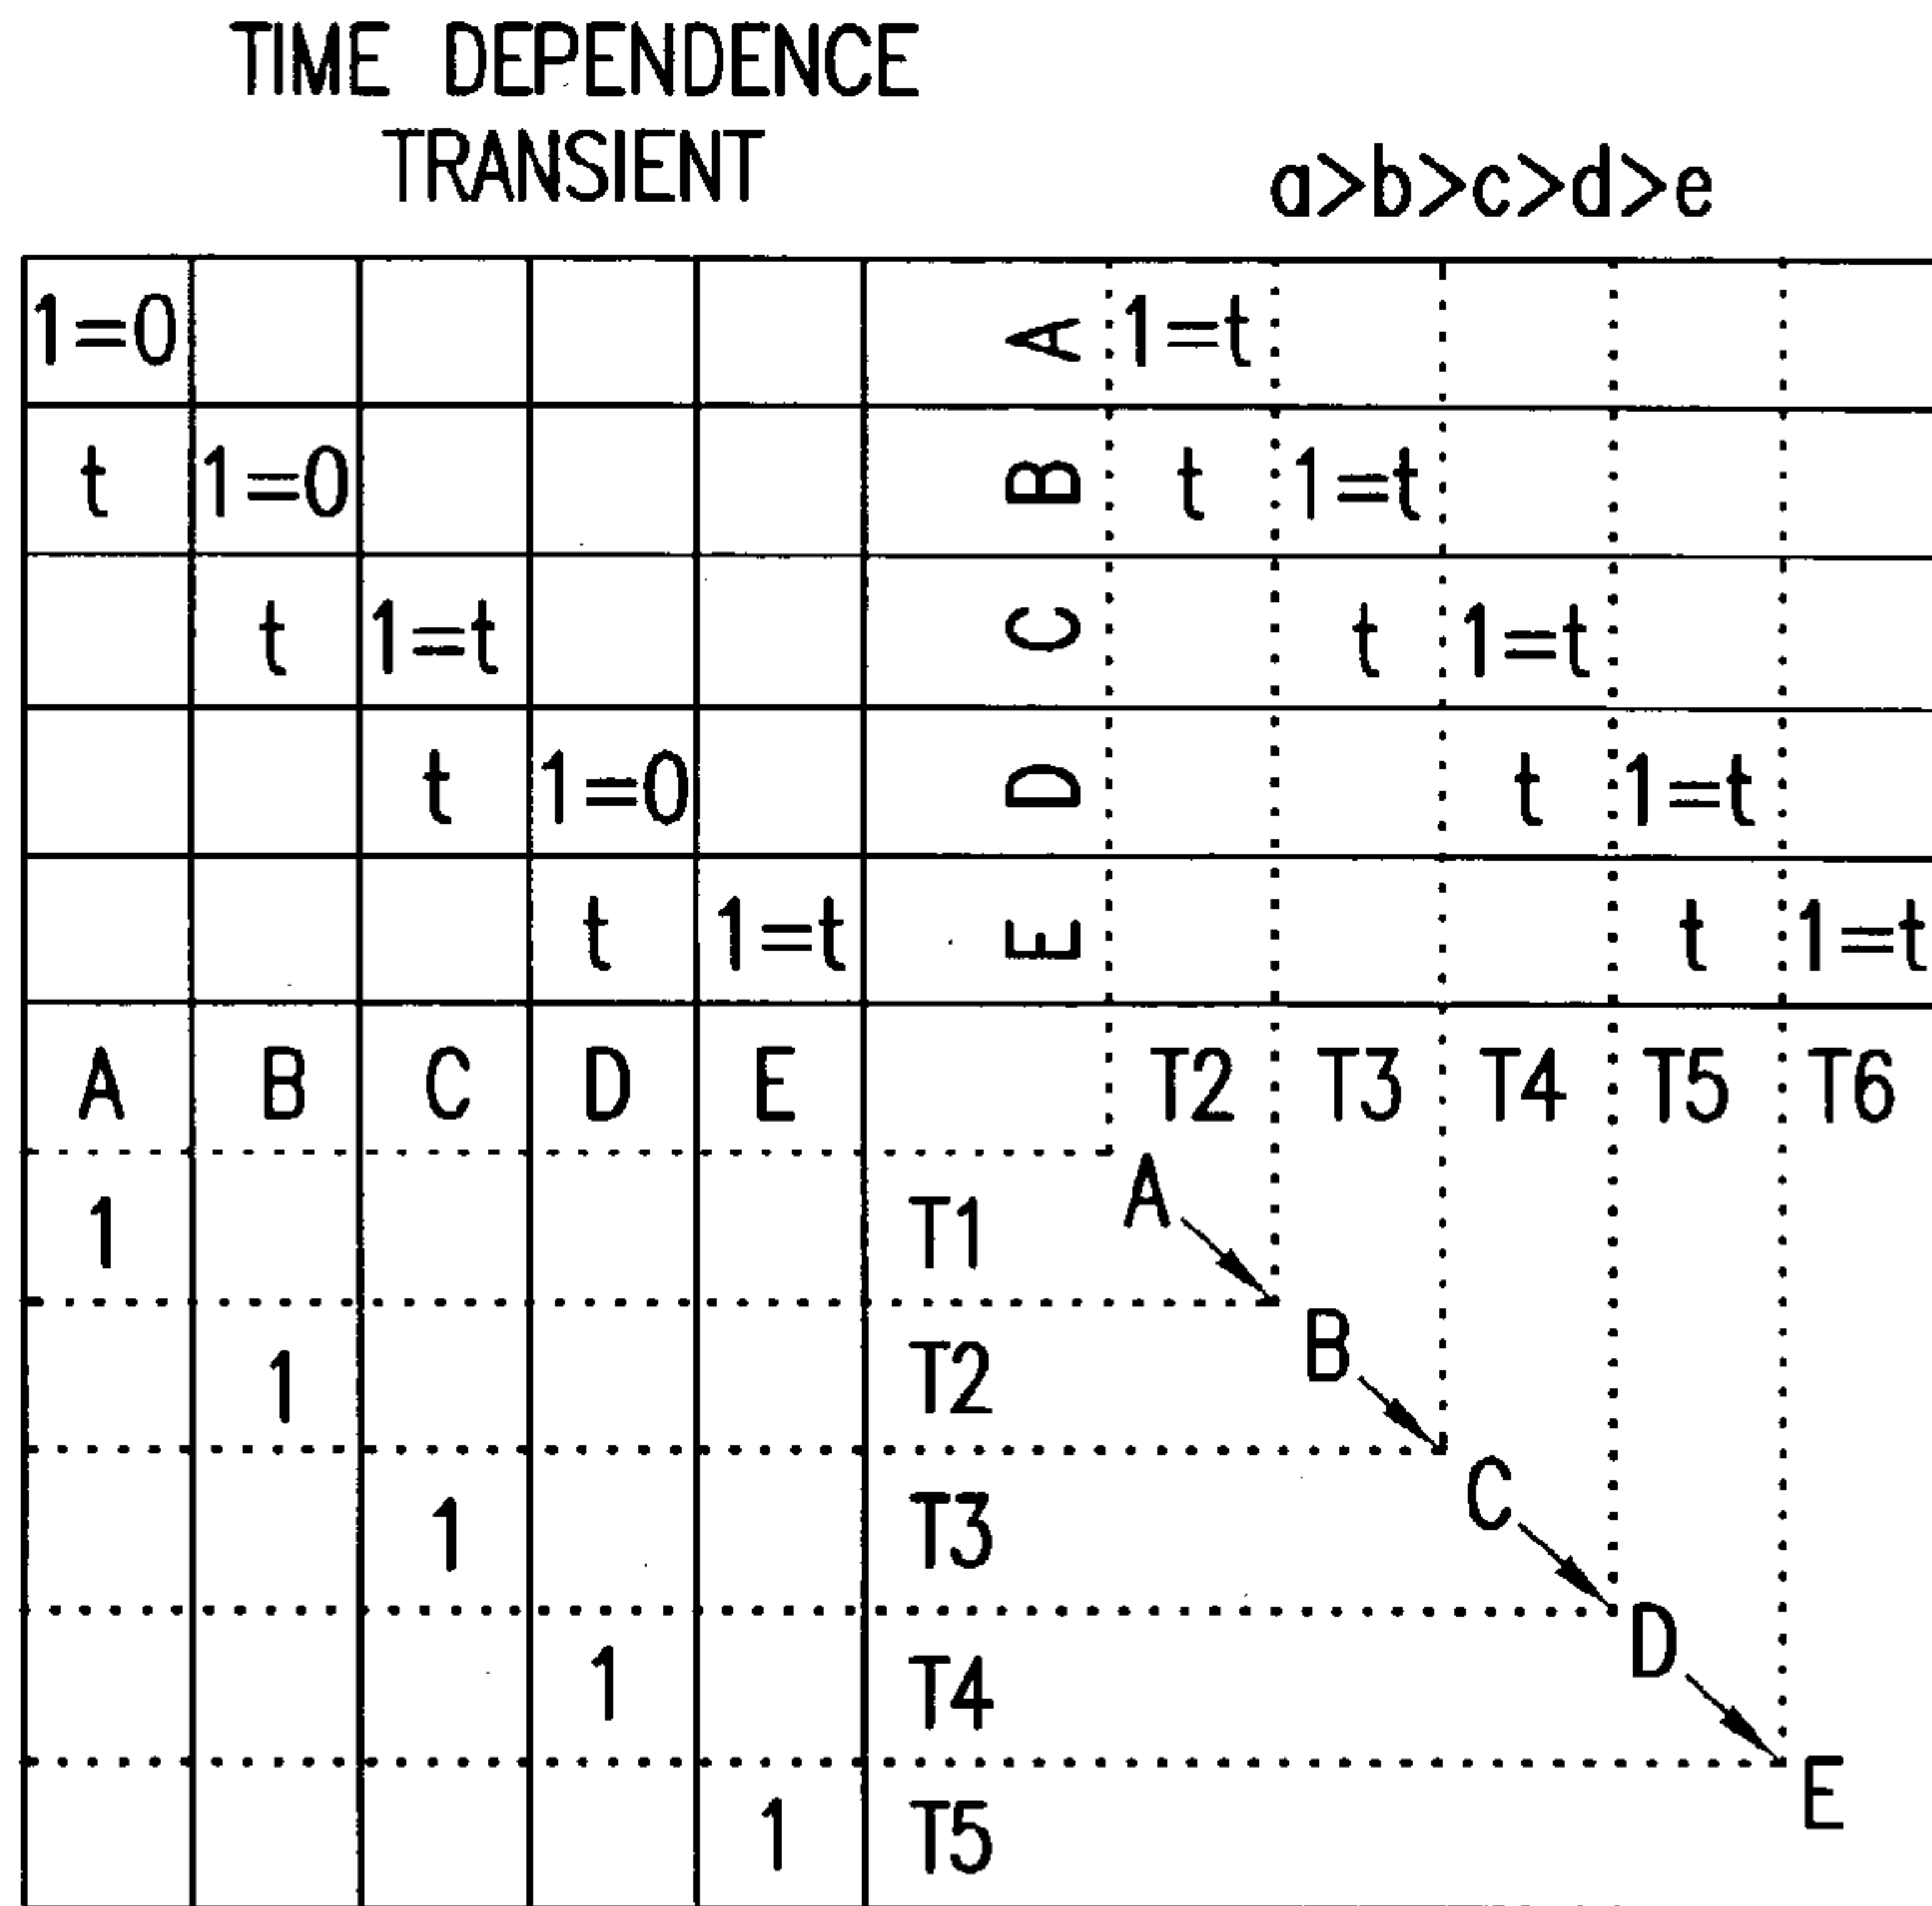 TIME DEPENDENCE
TRANSIENT
a>b>c>d>e
1=0 A 1=t
t 1=0 B t 1=t
t 1=t C t 1=t
t 1=0 D t 1=t
t 1=t E t 1=t
A B C D E T2 T3 T4 T5 T6
1 T1 A
1 T2 B
1 T3 C
1 T4 D
1 T5 E